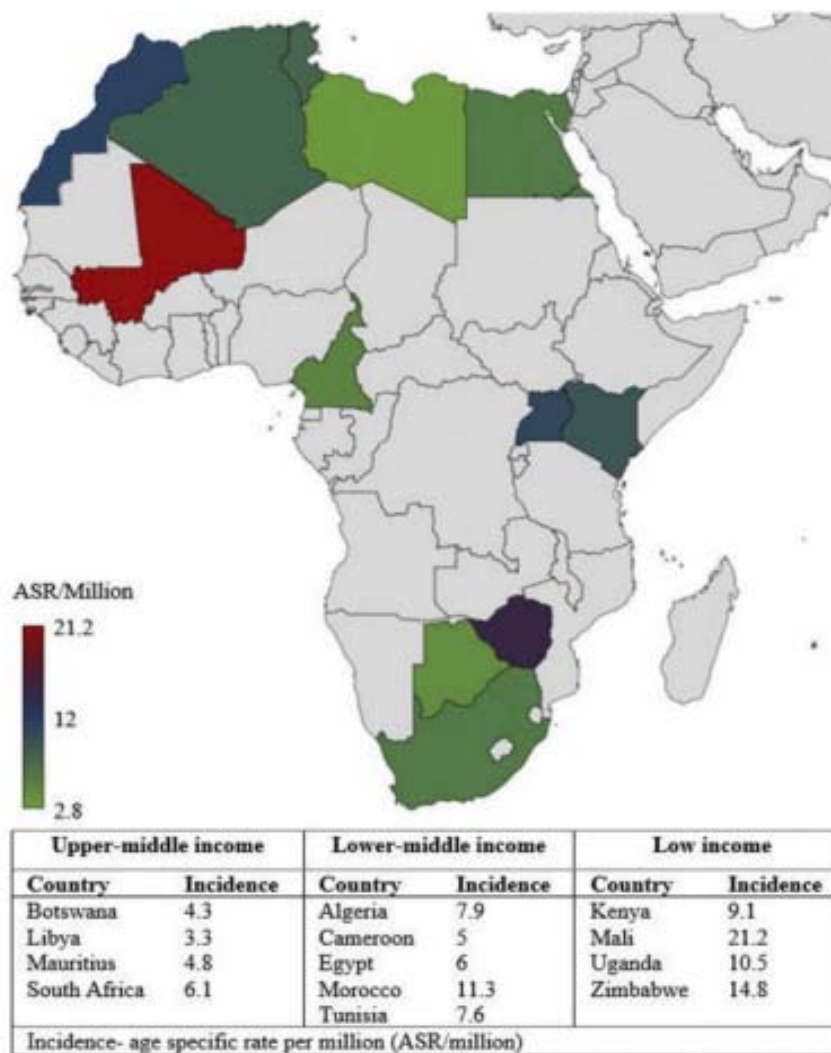 ASR/Million
21.2
12
2.8
Upper-middle income Lower-middle income Low income
Country Incidence Country Incidence Country Incidence
Botswana 4.3 Algeria 7.9 Kenya 9.1
Libya 3.3 Cameroon 5 Mali 21.2
Mauritius 4.8 Egypt 6 Uganda 10.5
South Africa 6.1 Morocco 11.3 Zimbabwe 14.8
Tunisia 7.6
Incidence- age specific rate per million (ASR/million)